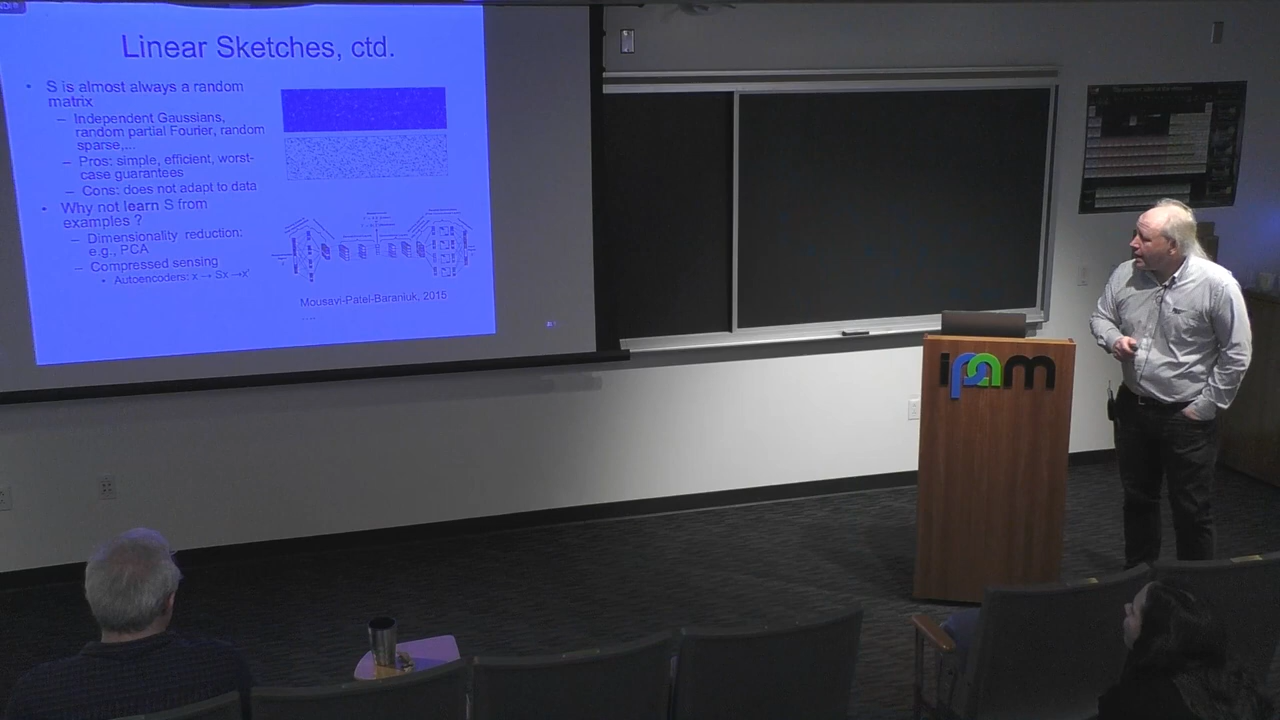 Linear Sketches, ctd.
• S is almost always a random
matrix
– Independent Gaussians,
random partial Fourier, random
sparse,...
– Pros: simple, efficient, worst-
case guarantees
– Cons: does not adapt to data
• Why not learn S from
examples ?
– Dimensionality reduction:
e.g., PCA
– Compressed sensing
• Autoencoders: x → Sx →x'
Mousavi-Patel-Baraniuk, 2015
....
ipam